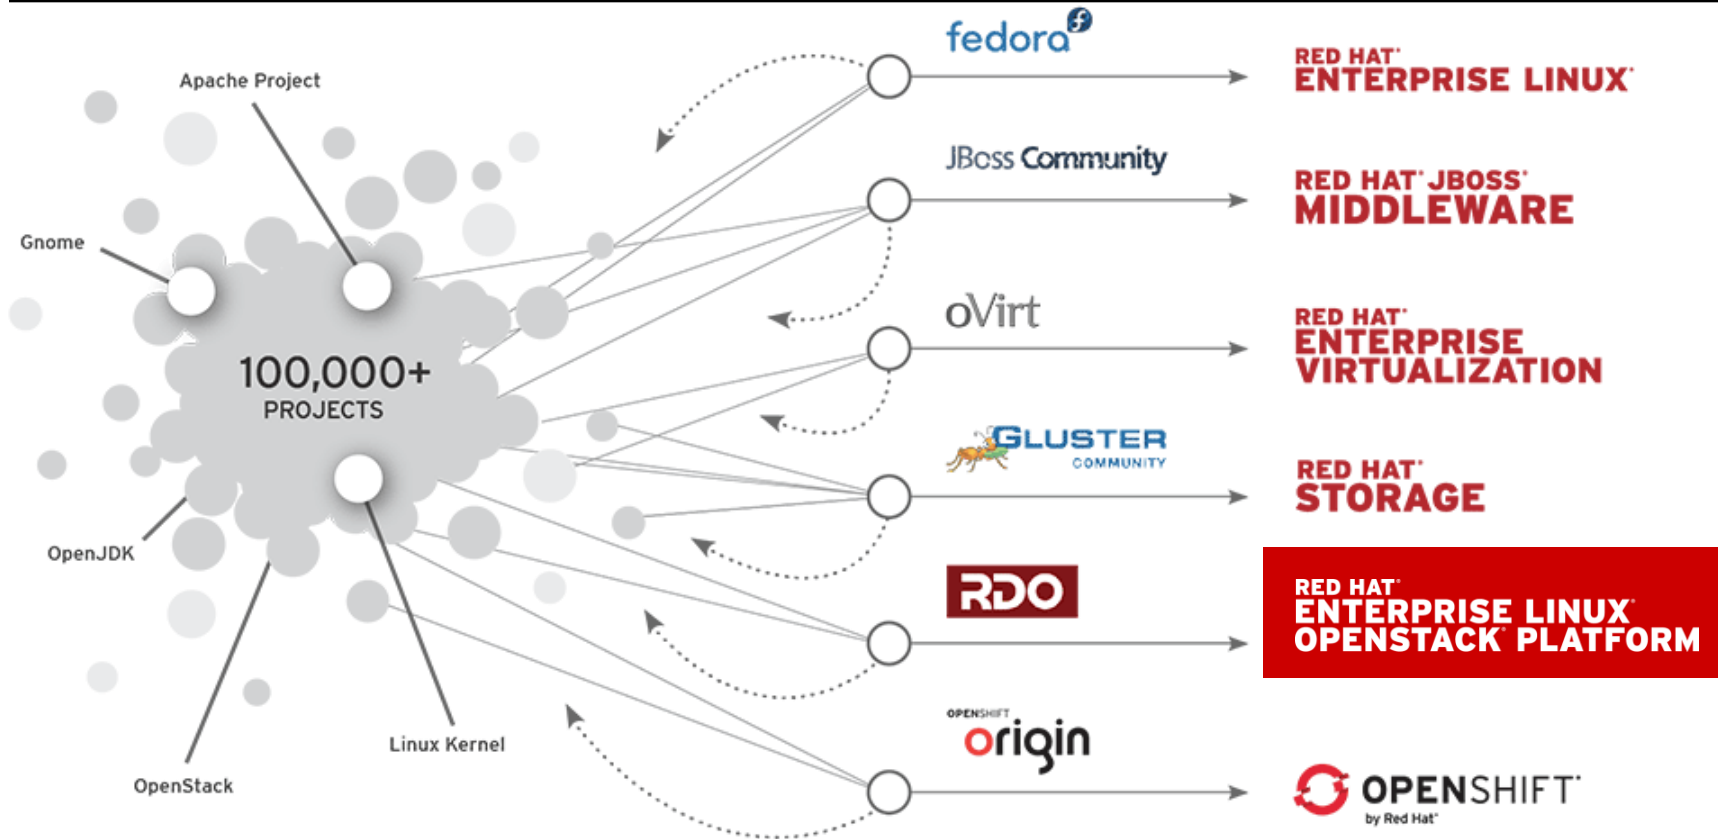 Apache Project
Gnome
100,000+
PROJECTS
OpenJDK
OpenStack
Linux Kernel
fedora
RED HAT®
ENTERPRISE LINUX®
JBoss Community
RED HAT® JBOSS®
MIDDLEWARE
oVirt
RED HAT®
ENTERPRISE
VIRTUALIZATION
GLUSTER
COMMUNITY
RED HAT®
STORAGE
RDO
RED HAT®
ENTERPRISE LINUX®
OPENSTACK® PLATFORM
OPENSHIFT
origin
OPENSHIFT®
by Red Hat®